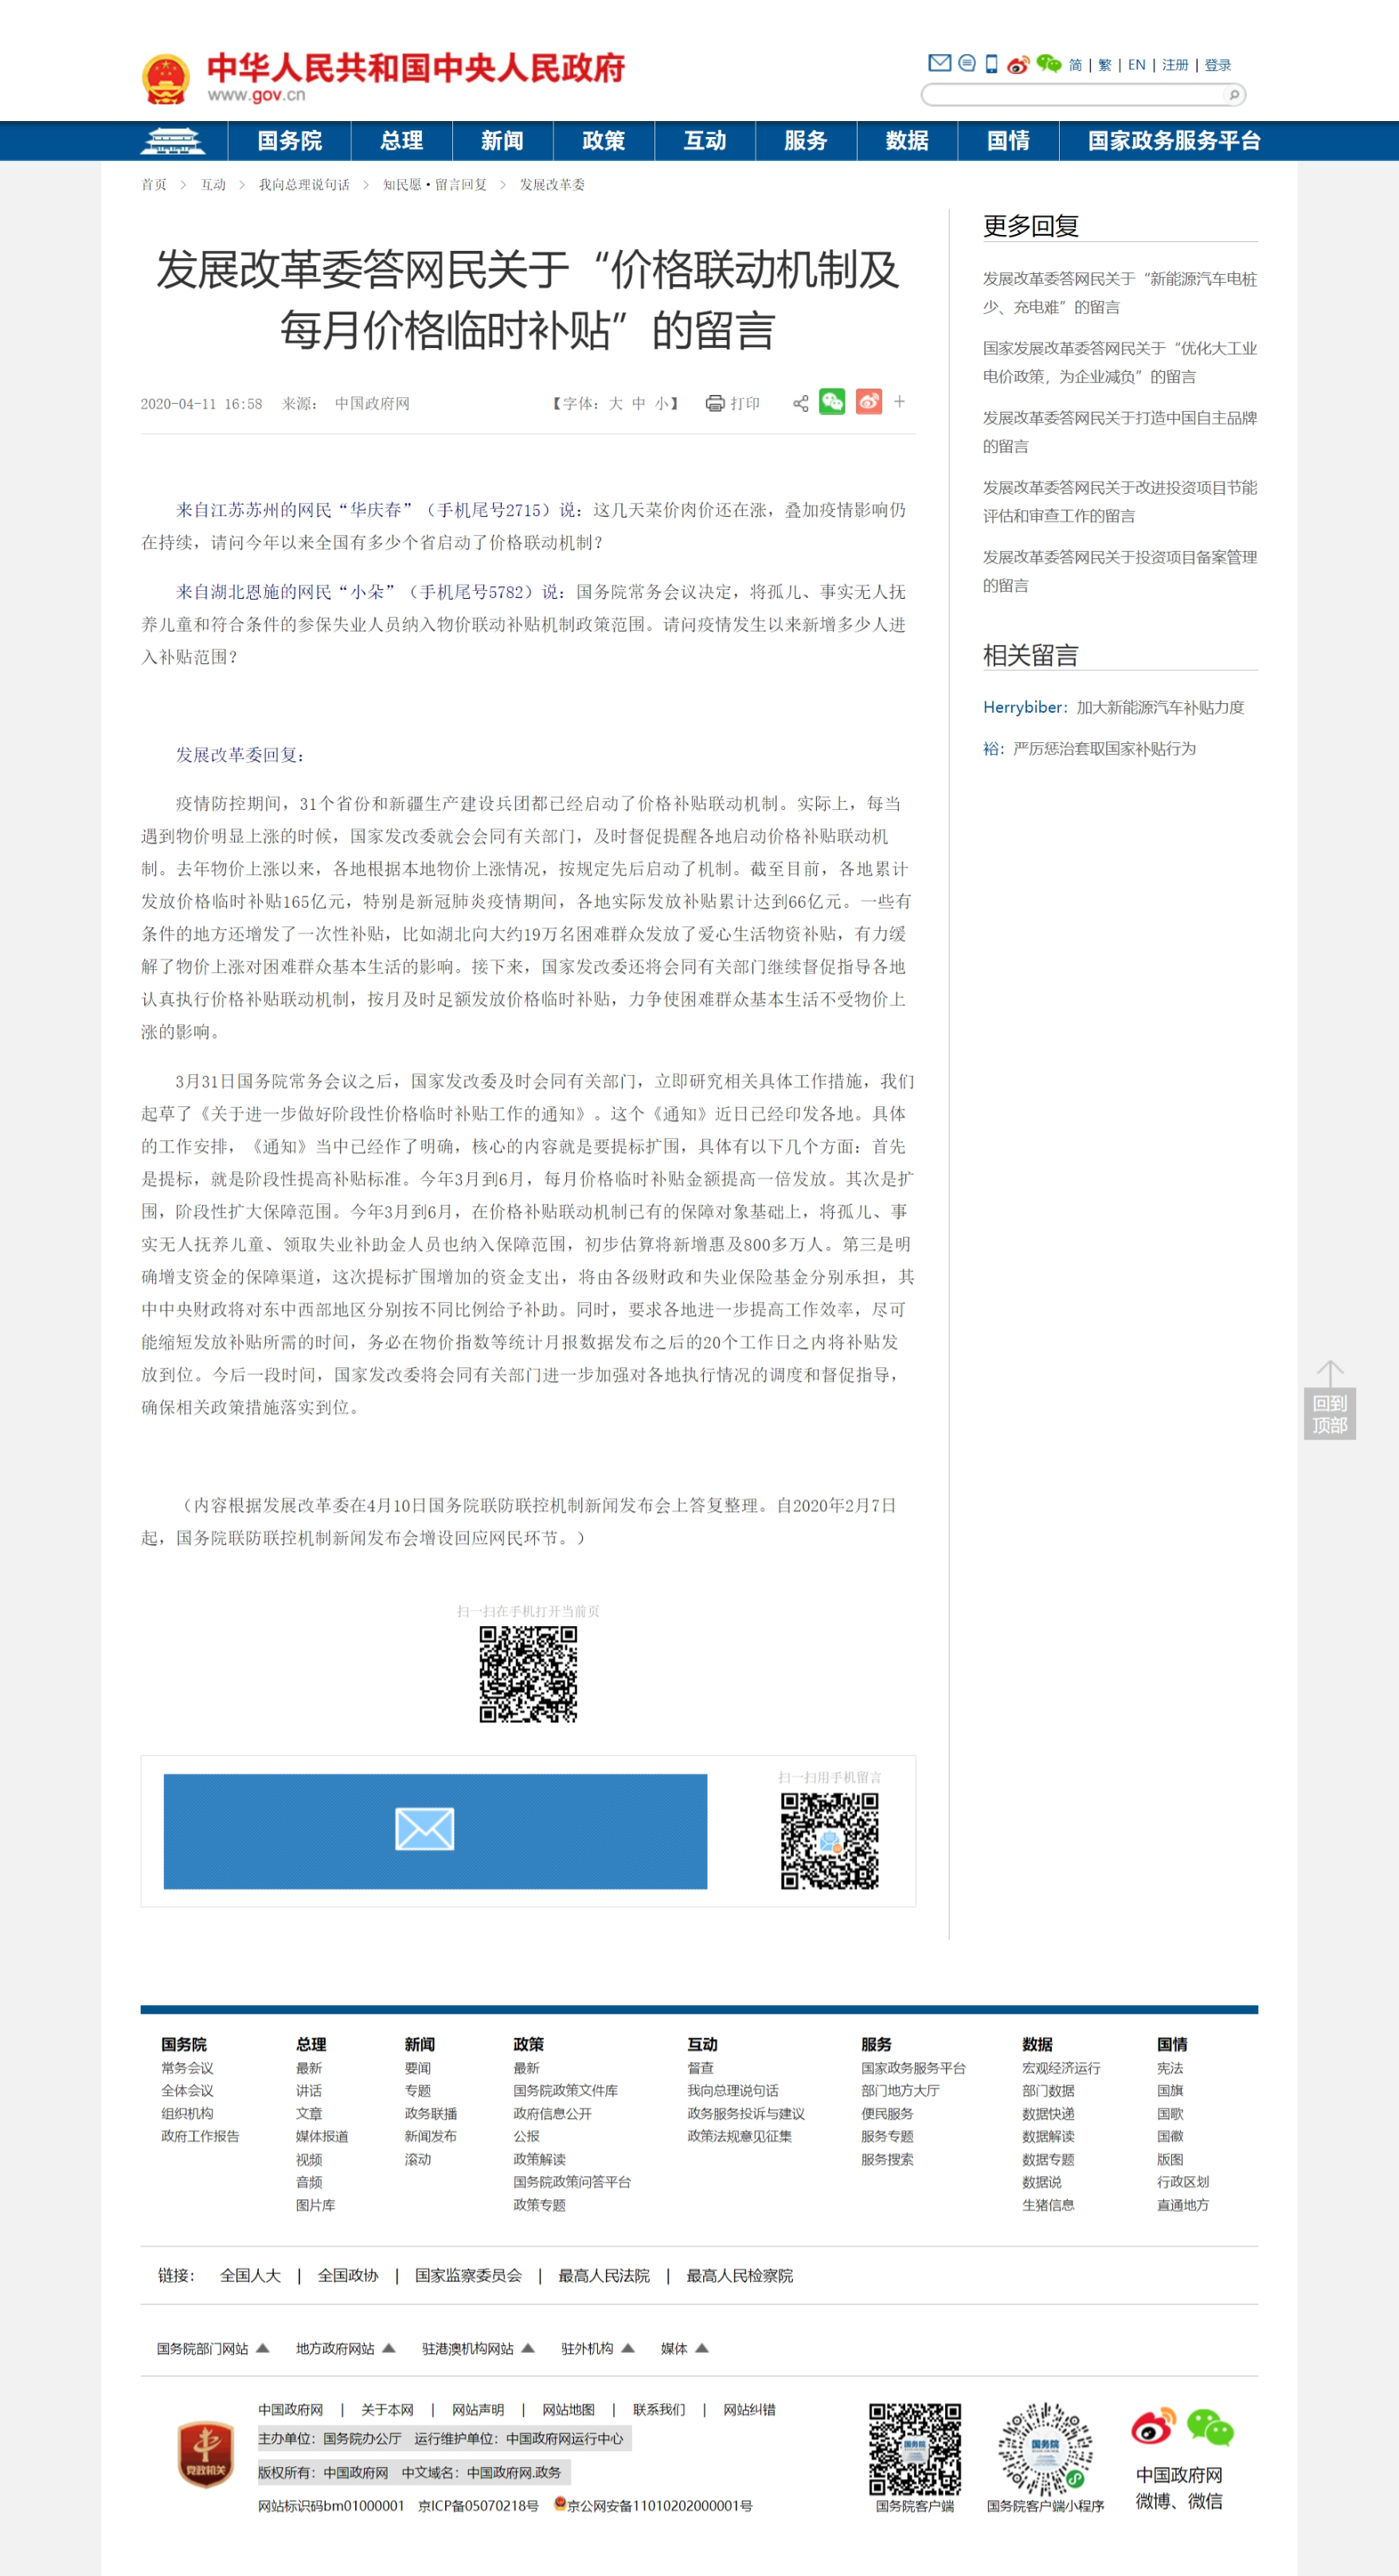 中华人民共和国中央人民政府
www.gov.cn
简 | 繁 | EN | 注册 | 登录
国务院 总理 新闻 政策 互动 服务 数据 国情 国家政务服务平台
首页 > 互动 > 我向总理说句话 > 知民愿·留言回复 > 发展改革委
发展改革委答网民关于“价格联动机制及
每月价格临时补贴”的留言
2020-04-11 16:58 来源： 中国政府网 【字体：大 中 小】 打印
来自江苏苏州的网民“华庆春”（手机尾号2715）说：这几天菜价肉价还在涨，叠加疫情影响仍
在持续，请问今年以来全国有多少个省启动了价格联动机制？
来自湖北恩施的网民“小朵”（手机尾号5782）说：国务院常务会议决定，将孤儿、事实无人抚
养儿童和符合条件的参保失业人员纳入物价联动补贴机制政策范围。请问疫情发生以来新增多少人进
入补贴范围？
发展改革委回复：
疫情防控期间，31个省份和新疆生产建设兵团都已经启动了价格补贴联动机制。实际上，每当
遇到物价明显上涨的时候，国家发改委就会会同有关部门，及时督促提醒各地启动价格补贴联动机
制。去年物价上涨以来，各地根据本地物价上涨情况，按规定先后启动了机制。截至目前，各地累计
发放价格临时补贴165亿元，特别是新冠肺炎疫情期间，各地实际发放补贴累计达到66亿元。一些有
条件的地方还增发了一次性补贴，比如湖北向大约19万名困难群众发放了爱心生活物资补贴，有力缓
解了物价上涨对困难群众基本生活的影响。接下来，国家发改委还将会同有关部门继续督促指导各地
认真执行价格补贴联动机制，按月及时足额发放价格临时补贴，力争使困难群众基本生活不受物价上
涨的影响。
3月31日国务院常务会议之后，国家发改委及时会同有关部门，立即研究相关具体工作措施，我们
起草了《关于进一步做好阶段性价格临时补贴工作的通知》。这个《通知》近日已经印发各地。具体
的工作安排，《通知》当中已经作了明确，核心的内容就是要提标扩围，具体有以下几个方面：首先
是提标，就是阶段性提高补贴标准。今年3月到6月，每月价格临时补贴金额提高一倍发放。其次是扩
围，阶段性扩大保障范围。今年3月到6月，在价格补贴联动机制已有的保障对象基础上，将孤儿、事
实无人抚养儿童、领取失业补助金人员也纳入保障范围，初步估算将新增惠及800多万人。第三是明
确增支资金的保障渠道，这次提标扩围增加的资金支出，将由各级财政和失业保险基金分别承担，其
中中央财政将对东中西部地区分别按不同比例给予补助。同时，要求各地进一步提高工作效率，尽可
能缩短发放补贴所需的时间，务必在物价指数等统计月报数据发布之后的20个工作日之内将补贴发
放到位。今后一段时间，国家发改委将会同有关部门进一步加强对各地执行情况的调度和督促指导，
确保相关政策措施落实到位。
（内容根据发展改革委在4月10日国务院联防联控机制新闻发布会上答复整理。自2020年2月7日
起，国务院联防联控机制新闻发布会增设回应网民环节。）
扫一扫在手机打开当前页
扫一扫用手机留言
更多回复
发展改革委答网民关于“新能源汽车电桩
少、充电难”的留言
国家发展改革委答网民关于“优化大工业
电价政策，为企业减负”的留言
发展改革委答网民关于打造中国自主品牌
的留言
发展改革委答网民关于改进投资项目节能
评估和审查工作的留言
发展改革委答网民关于投资项目备案管理
的留言
相关留言
Herrybiber：加大新能源汽车补贴力度
裕：严厉惩治套取国家补贴行为
回到
顶部
国务院 总理 新闻 政策 互动 服务 数据 国情
常务会议 最新 要闻 最新 督查 国家政务服务平台 宏观经济运行 宪法
全体会议 讲话 专题 国务院政策文件库 我向总理说句话 部门地方大厅 部门数据 国旗
组织机构 文章 政务联播 政府信息公开 政务服务投诉与建议 便民服务 数据快递 国歌
政府工作报告 媒体报道 新闻发布 公报 政策法规意见征集 服务专题 数据解读 国徽
视频 滚动 政策解读 服务搜索 数据专题 版图
音频 国务院政策问答平台 数据说 行政区划
图片库 政策专题 生猪信息 直通地方
链接： 全国人大 | 全国政协 | 国家监察委员会 | 最高人民法院 | 最高人民检察院
国务院部门网站 地方政府网站 驻港澳机构网站 驻外机构 媒体
中国政府网 | 关于本网 | 网站声明 | 网站地图 | 联系我们 | 网站纠错
主办单位：国务院办公厅 运行维护单位：中国政府网运行中心
版权所有：中国政府网 中文域名：中国政府网.政务
网站标识码bm01000001 京ICP备05070218号 京公网安备11010202000001号
党政机关
国务院
国务院客户端
国务院
国务院客户端小程序
中国政府网
微博、微信